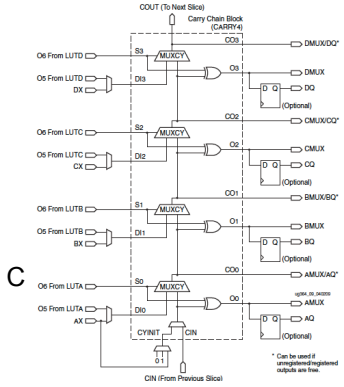 COUT (To Next Slice)
Carry Chain Block
(CARRY4)
O6 From LUTD
S3
MUXCY
CO3
DMUX/DQ*
O5 From LUTD
DX
DI3
O3
DMUX
D Q
DQ
(Optional)
O6 From LUTC
S2
MUXCY
CO2
CMUX/CQ*
O5 From LUTC
CX
DI2
O2
CMUX
D Q
CQ
(Optional)
O6 From LUTB
S1
MUXCY
CO1
BMUX/BQ*
O5 From LUTB
BX
DI1
O1
BMUX
D Q
BQ
(Optional)
C
O6 From LUTA
S0
MUXCY
CO0
AMUX/AQ*
O5 From LUTA
AX
DI0
O0
AMUX
D Q
AQ
(Optional)
CYINIT
CIN
0 1
* Can be used if
unregistered/registered
outputs are free.
CIN (From Previous Slice)